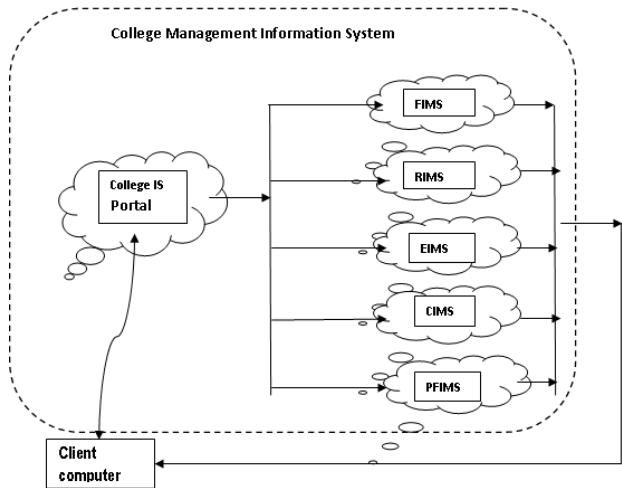 College Management Information System
FIMS
RIMS
College IS
Portal
EIMS
CIMS
PFIMS
Client
computer